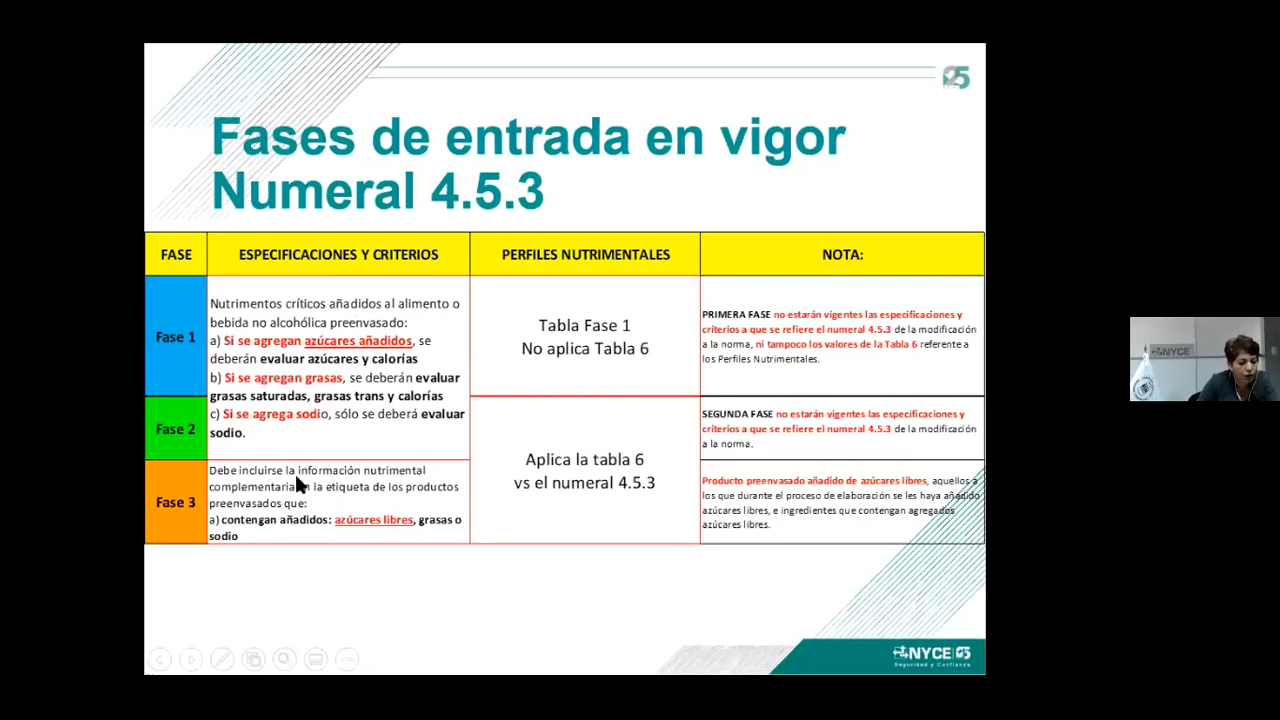 Fases de entrada en vigor
Numeral 4.5.3
FASE
ESPECIFICACIONES Y CRITERIOS
PERFILES NUTRIMENTALES
NOTA:
Fase 1
Nutrimentos críticos añadidos al alimento o
bebida no alcohólica preenvasado:
a) Si se agregan azúcares añadidos, se
deberán evaluar azúcares y calorías
b) Si se agregan grasas, se deberán evaluar
grasas saturadas, grasas trans y calorías
c) Si se agrega sodio, sólo se deberá evaluar
sodio.
Tabla Fase 1
No aplica Tabla 6
PRIMERA FASE no estarán vigentes las especificaciones y
criterios a que se refiere el numeral 4.5.3 de la modificación
a la norma, ni tampoco los valores de la Tabla 6 referente a
los Perfiles Nutrimentales.
Fase 2
Aplica la tabla 6
vs el numeral 4.5.3
SEGUNDA FASE no estarán vigentes las especificaciones y
criterios a que se refiere el numeral 4.5.3 de la modificación
a la norma.
Fase 3
Debe incluirse la información nutrimental
complementaria la etiqueta de los productos
preenvasados que:
a) contengan añadidos: azúcares libres, grasas o
sodio
Producto preenvasado añadido de azúcares libres, aquellos a
los que durante el proceso de elaboración se les haya añadido
azúcares libres, e ingredientes que contengan agregados
azúcares libres.
NYCE
Seguridad y Confianza
NYCE